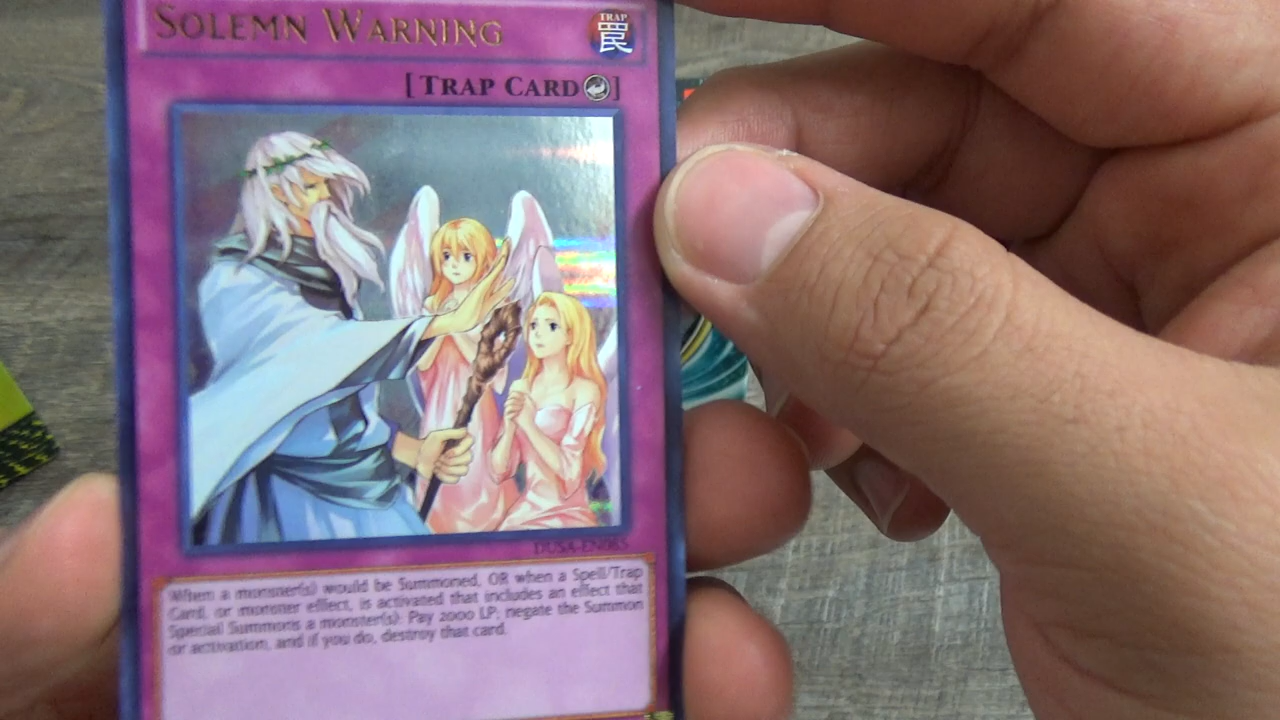 SOLEMN WARNING
TRAP
罠
[TRAP CARD]
DUSA-EN085
When a monster(s) would be Summoned, OR when a Spell/Trap
Card, or monster effect, is activated that includes an effect that
Special Summons a monster(s): Pay 2000 LP; negate the Summon
or activation, and if you do, destroy that card.